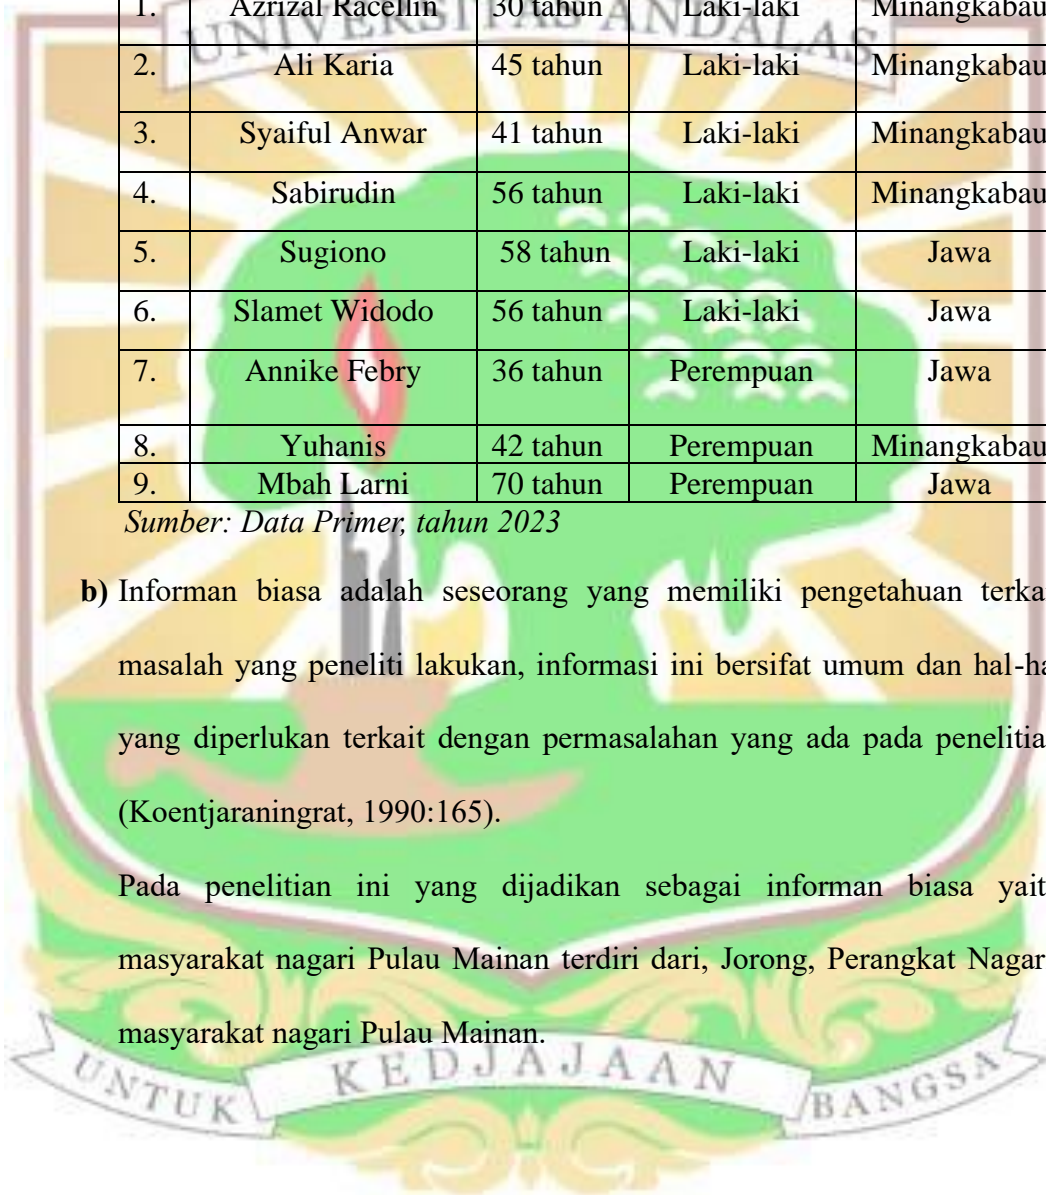 UNIVERSITAS ANDALAS
1. Azrizal Racellin 30 tahun Laki-laki Minangkabau
2. Ali Karia 45 tahun Laki-laki Minangkabau
3. Syaiful Anwar 41 tahun Laki-laki Minangkabau
4. Sabirudin 56 tahun Laki-laki Minangkabau
5. Sugiono 58 tahun Laki-laki Jawa
6. Slamet Widodo 56 tahun Laki-laki Jawa
7. Annike Febry 36 tahun Perempuan Jawa
8. Yuhanis 42 tahun Perempuan Minangkabau
9. Mbah Larni 70 tahun Perempuan Jawa
Sumber: Data Primer, tahun 2023
b) Informan biasa adalah seseorang yang memiliki pengetahuan terka
masalah yang peneliti lakukan, informasi ini bersifat umum dan hal-ha
yang diperlukan terkait dengan permasalahan yang ada pada penelitia
(Koentjaraningrat, 1990:165).
Pada penelitian ini yang dijadikan sebagai informan biasa yait
masyarakat nagari Pulau Mainan terdiri dari, Jorong, Perangkat Nagar
masyarakat nagari Pulau Mainan.
UNTUK KEDJAJAAN BANGSA